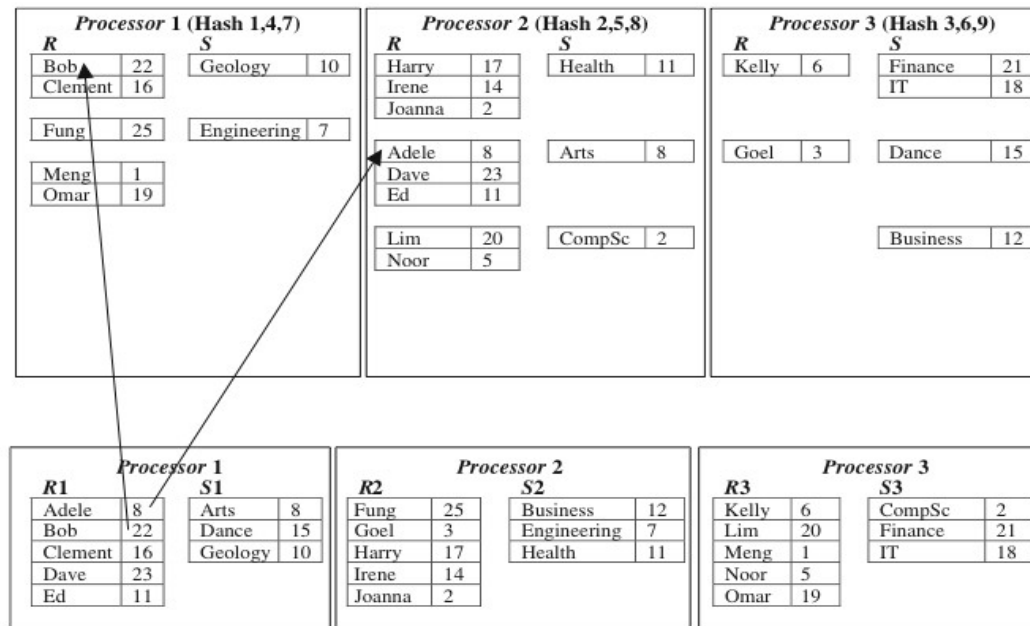 Processor 1 (Hash 1,4,7)
R S
Bob 22 Geology 10
Clement 16
Fung 25 Engineering 7
Meng 1
Omar 19
Processor 2 (Hash 2,5,8)
R S
Harry 17 Health 11
Irene 14
Joanna 2
Adele 8 Arts 8
Dave 23
Ed 11
Lim 20 CompSc 2
Noor 5
Processor 3 (Hash 3,6,9)
R S
Kelly 6 Finance 21
IT 18
Goel 3 Dance 15
Business 12
Processor 1
R1 S1
Adele 8 Arts 8
Bob 22 Dance 15
Clement 16 Geology 10
Dave 23
Ed 11
Processor 2
R2 S2
Fung 25 Business 12
Goel 3 Engineering 7
Harry 17 Health 11
Irene 14
Joanna 2
Processor 3
R3 S3
Kelly 6 CompSc 2
Lim 20 Finance 21
Meng 1 IT 18
Noor 5
Omar 19